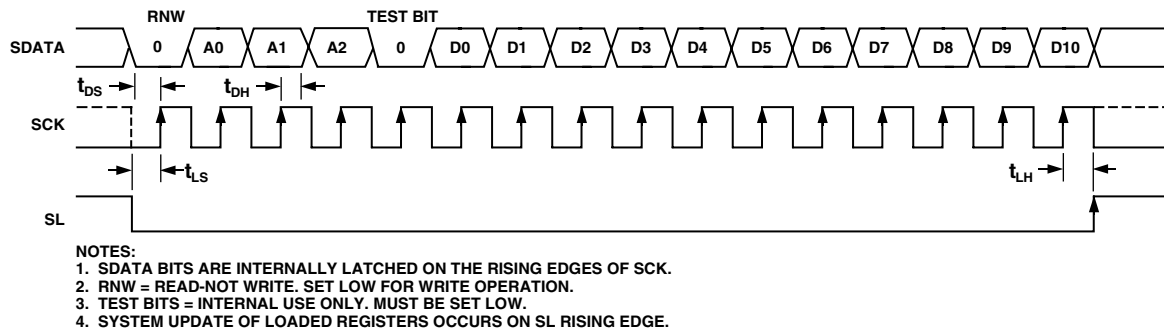 RNW TEST BIT
SDATA 0 A0 A1 A2 0 D0 D1 D2 D3 D4 D5 D6 D7 D8 D9 D10
tDS tDH
SCK
tLS tLH
SL
NOTES:
1. SDATA BITS ARE INTERNALLY LATCHED ON THE RISING EDGES OF SCK.
2. RNW = READ-NOT WRITE. SET LOW FOR WRITE OPERATION.
3. TEST BITS = INTERNAL USE ONLY. MUST BE SET LOW.
4. SYSTEM UPDATE OF LOADED REGISTERS OCCURS ON SL RISING EDGE.